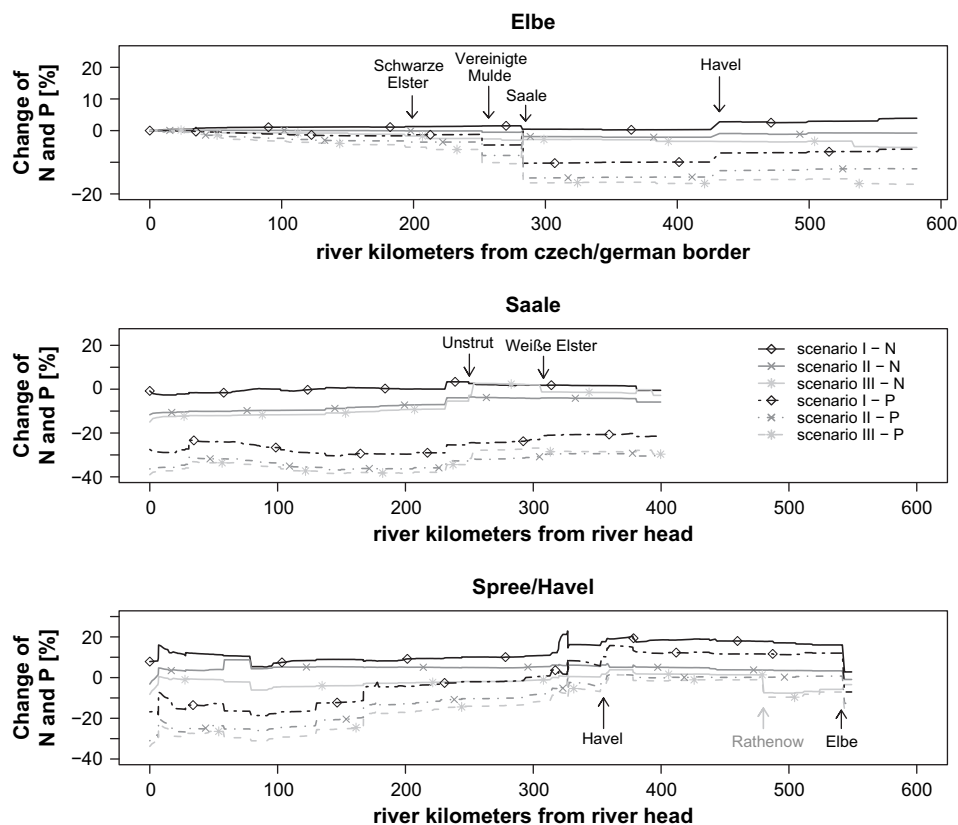 Elbe
Change of
N and P [%]
20
10
0
−20
Schwarze
Elster
Vereinigte
Mulde
Saale
Havel
0
100
200
300
400
500
600
river kilometers from czech/german border
Saale
Change of
N and P [%]
20
0
−20
−40
Unstrut
Weiße Elster
scenario I − N
scenario II − N
scenario III − N
scenario I − P
scenario II − P
scenario III − P
0
100
200
300
400
500
600
river kilometers from river head
Spree/Havel
Change of
N and P [%]
20
0
−20
−40
Havel
Rathenow
Elbe
0
100
200
300
400
500
600
river kilometers from river head